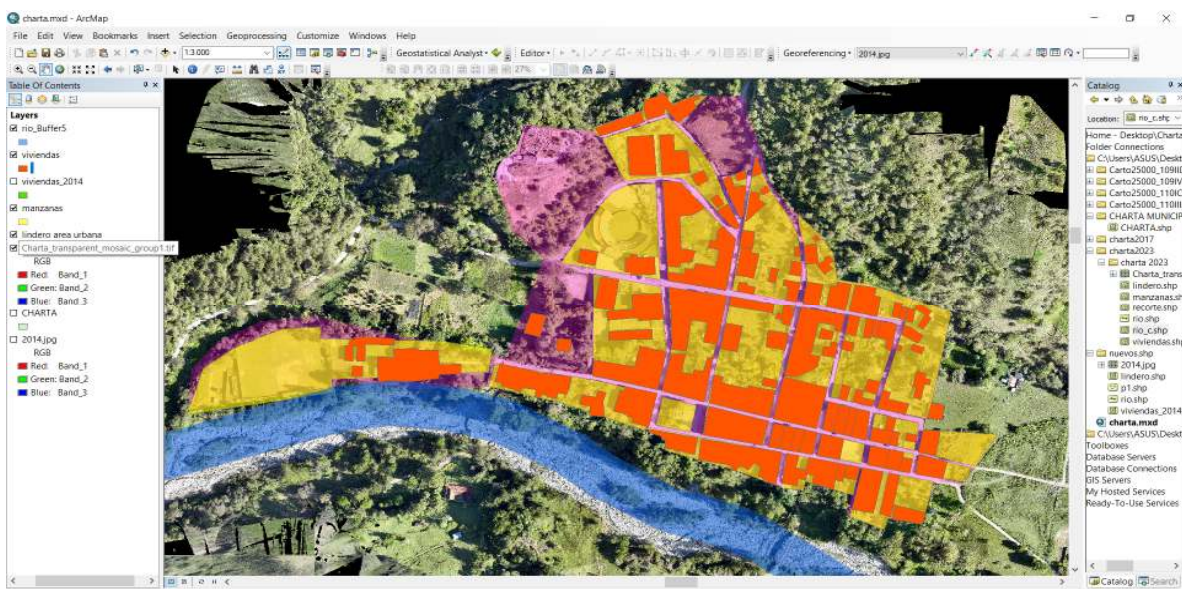 charta.mxd - ArcMap
File Edit View Bookmarks Insert Selection Geoprocessing Customize Windows Help
1:3.000 Geostatistical Analyst Editor Georeferencing 2014.jpg
27%
Table Of Contents
Layers
rio_Buffer5
viviendas
viviendas_2014
manzanas
lindero area urbana
Charta_transparent_mosaic_group1.tif
RGB
Red: Band_1
Green: Band_2
Blue: Band_3
CHARTA
2014.jpg
RGB
Red: Band_1
Green: Band_2
Blue: Band_3
Catalog
Location: rio_c.shp
Home - Desktop\Charta
Folder Connections
C:\Users\ASUS\Deskt
Carto25000_109IID
Carto25000_109IV
Carto25000_110IC
Carto25000_110III
CHARTA MUNICIP
CHARTA.shp
charta2017
charta2023
charta 2023
Charta_trans
lindero.shp
manzanas.sh
recorte.shp
rio.shp
rio_c.shp
viviendas.sh
nuevos.shp
2014.jpg
lindero.shp
p1.shp
rio.shp
viviendas_2014
charta.mxd
C:\Users\ASUS\Deskt
Toolboxes
Database Servers
Database Connections
GIS Servers
My Hosted Services
Ready-To-Use Services
Catalog Search